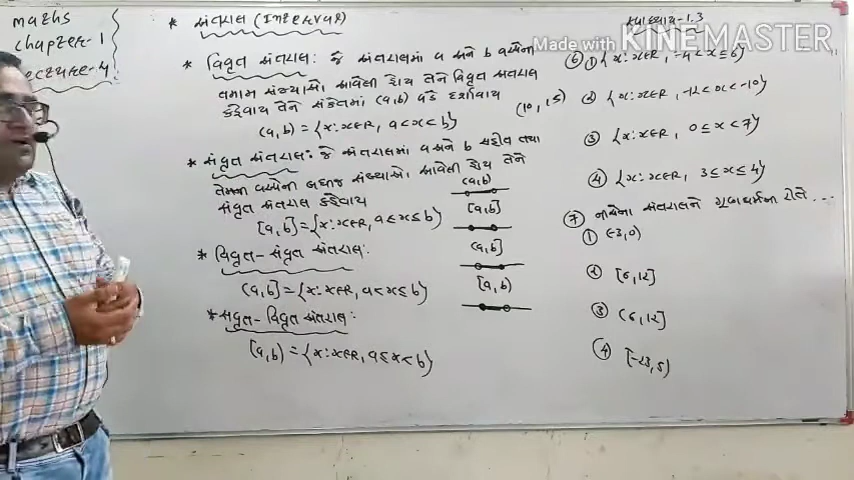 maths
chapter-1
Lecture-4
* અંતરાલ (Interval)
* વિવૃત અંતરાલ: જે અંતરાલમાં a અને b વચ્ચેની
તમામ સંખ્યાઓ આવેલી હોય તેને વિવૃત અંતરાલ
કહેવાય તેને સંકેતમાં (a,b) વડે દર્શાવાય
(10, 15)
(a,b) = {x: x∈R, a<x<b}
* સંવૃત અંતરાલ: જે અંતરાલમાં a અને b સહીત તથા
તેમની વચ્ચેની બધીજ સંખ્યાઓ આવેલી હોય તેને
સંવૃત અંતરાલ કહેવાય
[a,b] = {x: x∈R, a≤x≤b}
* વિવૃત-સંવૃત અંતરાલ:
(a,b] = {x: x∈R, a<x≤b}
* સંવૃત-વિવૃત અંતરાલ:
[a,b) = {x: x∈R, a≤x<b}
(a,b)
[a,b]
(a,b]
[a,b)
સ્વાધ્યાય-1.3
Made with KINEMASTER
⑥ ① {x: x∈R, -4<x≤6}
② {x: x∈R, -12<x<-10}
③ {x: x∈R, 0≤x<7}
④ {x: x∈R, 3≤x≤4}
⑦ નીચેના અંતરાલને ગુણધર્મની રીતે...
① (-3,0)
② [6,12]
③ (6,12]
④ [-23,5)